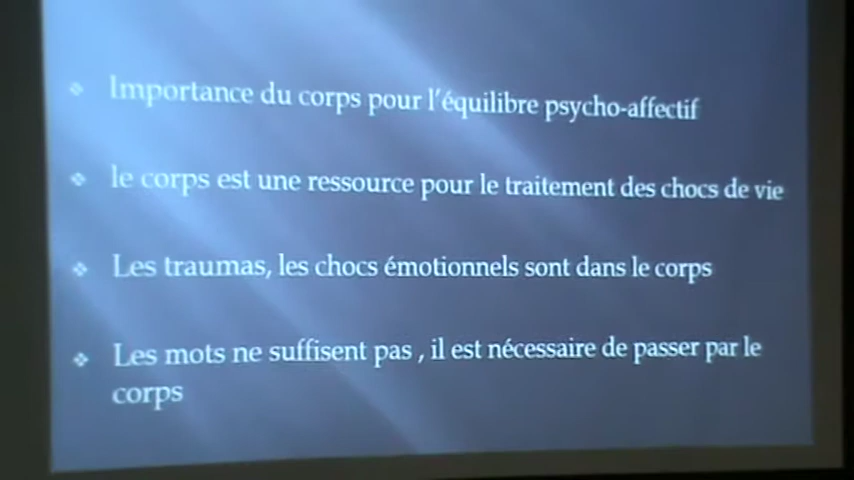 Importance du corps pour l'équilibre psycho-affectif
le corps est une ressource pour le traitement des chocs de vie
Les traumas, les chocs émotionnels sont dans le corps
Les mots ne suffisent pas , il est nécessaire de passer par le
corps